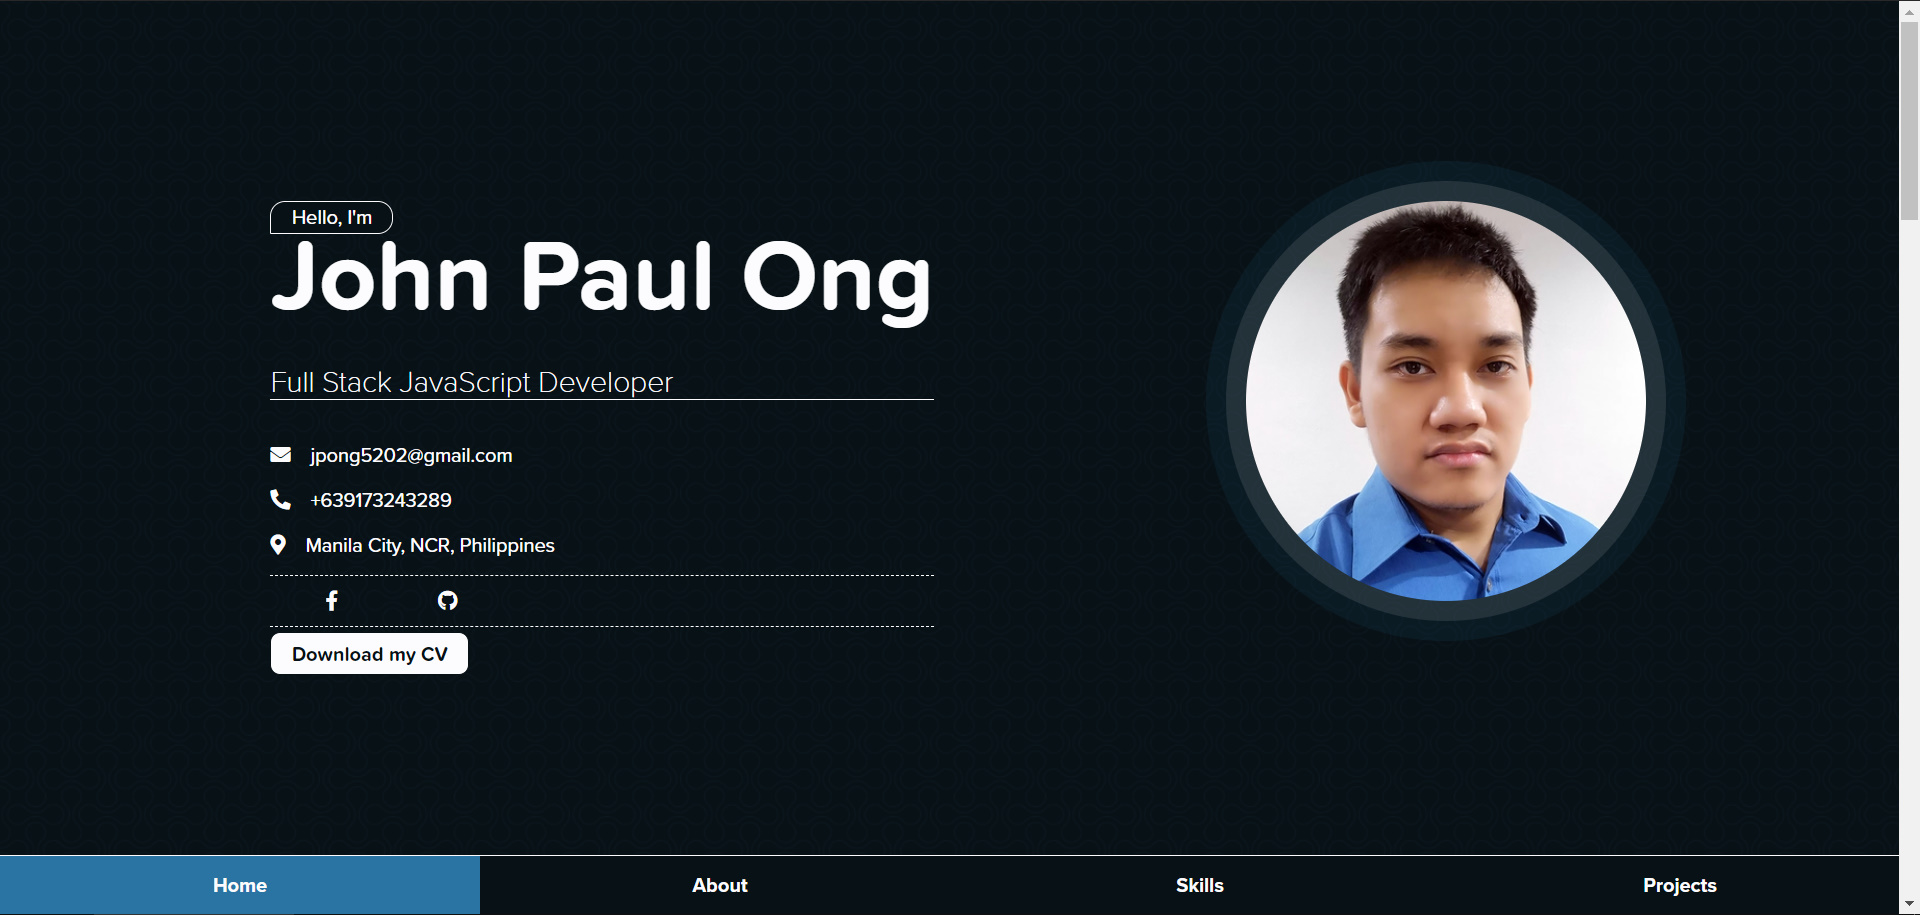 Hello, I'm
John Paul Ong
Full Stack JavaScript Developer
jpong5202@gmail.com
+639173243289
Manila City, NCR, Philippines
Download my CV
Home
About
Skills
Projects